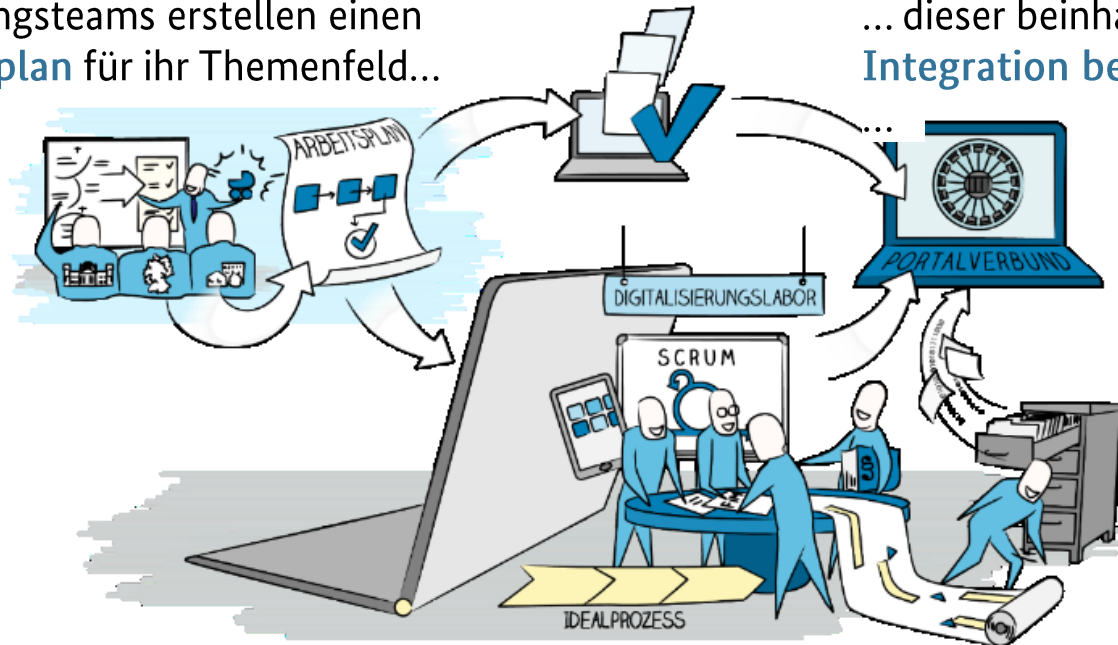 ngsteams erstellen einen
plan für ihr Themenfeld...
... dieser beinha
Integration be
...
ARBEITSPLAN
PORTALVERBUND
DIGITALISIERUNGSLABOR
SCRUM
IDEALPROZESS